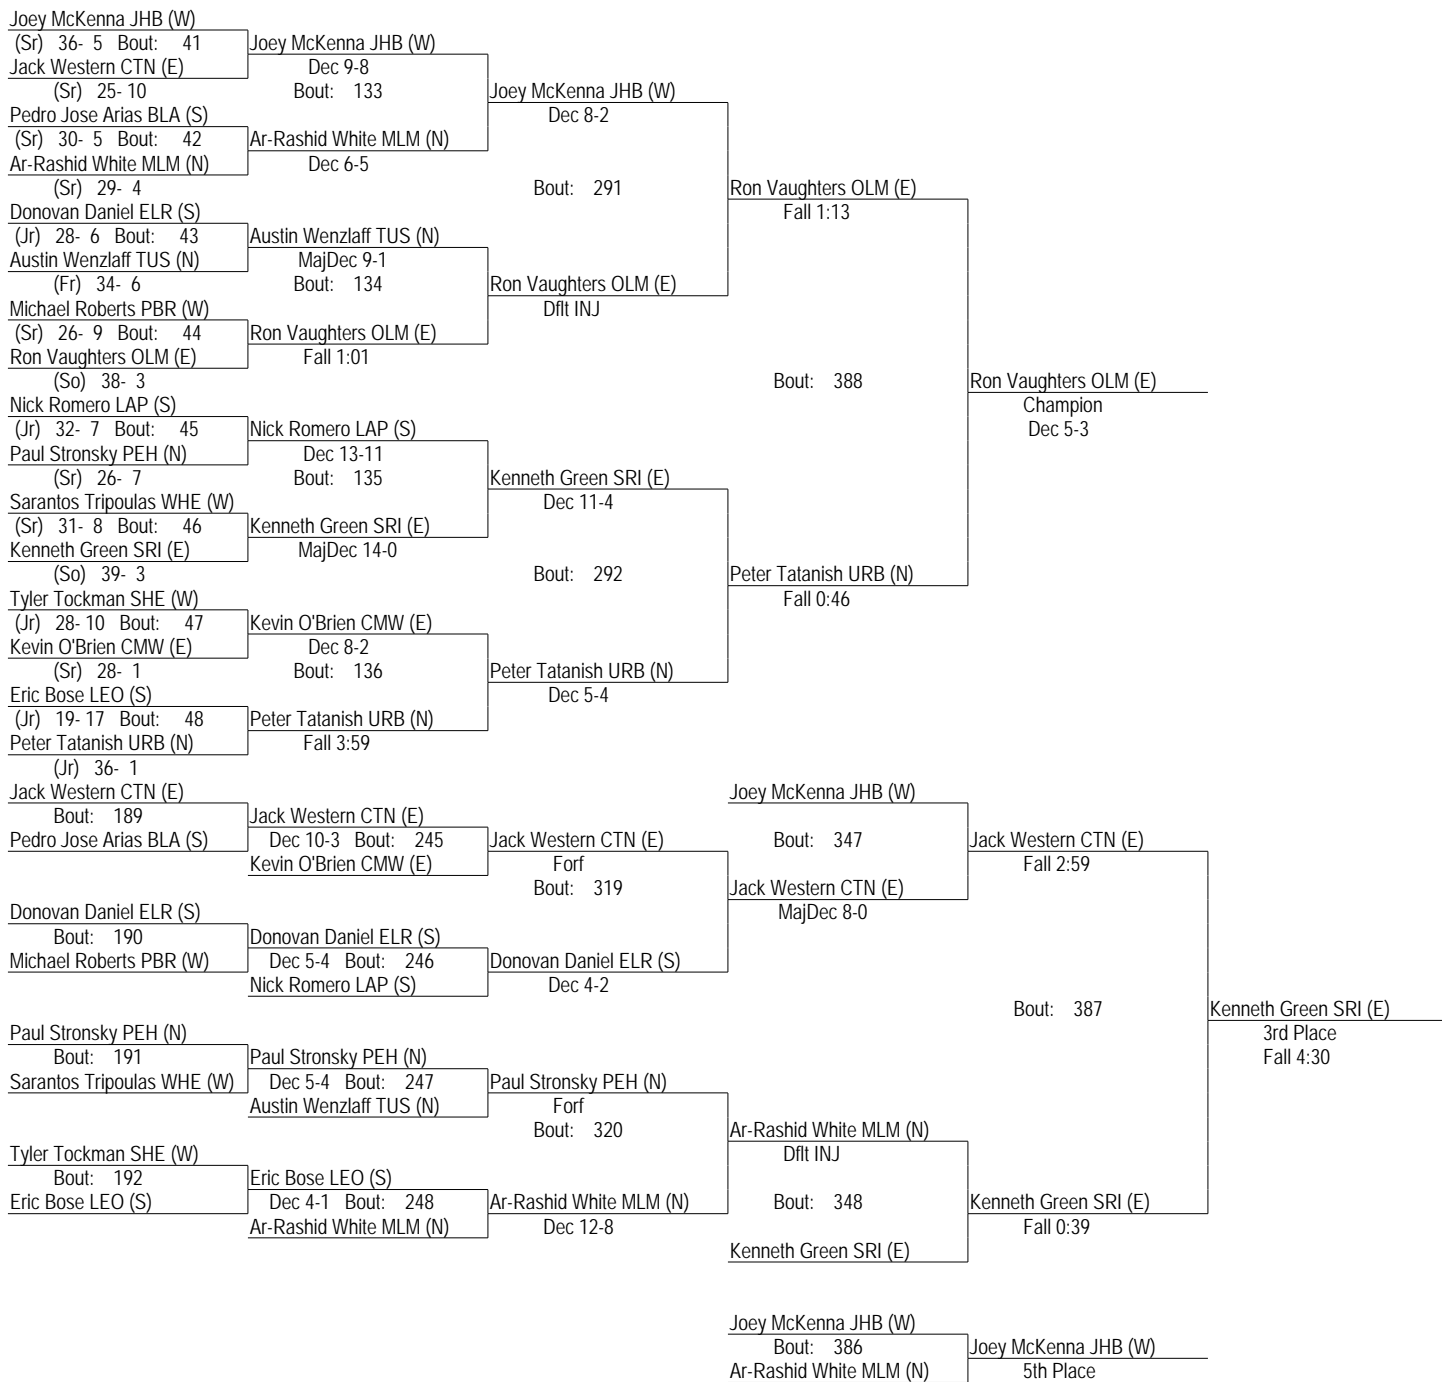 Joey McKenna JHB (W)
(Sr) 36- 5 Bout: 41 Joey McKenna JHB (W)
Jack Western CTN (E) Dec 9-8
(Sr) 25- 10 Bout: 133 Joey McKenna JHB (W)
Pedro Jose Arias BLA (S) Dec 8-2
(Sr) 30- 5 Bout: 42 Ar-Rashid White MLM (N)
Ar-Rashid White MLM (N) Dec 6-5
(Sr) 29- 4 Bout: 291 Ron Vaughters OLM (E)
Donovan Daniel ELR (S) Fall 1:13
(Jr) 28- 6 Bout: 43 Austin Wenzlaff TUS (N)
Austin Wenzlaff TUS (N) MajDec 9-1
(Fr) 34- 6 Bout: 134 Ron Vaughters OLM (E)
Michael Roberts PBR (W) Dflt INJ
(Sr) 26- 9 Bout: 44 Ron Vaughters OLM (E)
Ron Vaughters OLM (E) Fall 1:01
(So) 38- 3 Bout: 388 Ron Vaughters OLM (E)
Nick Romero LAP (S) Champion
(Jr) 32- 7 Bout: 45 Nick Romero LAP (S) Dec 5-3
Paul Stronsky PEH (N) Dec 13-11
(Sr) 26- 7 Bout: 135 Kenneth Green SRI (E)
Sarantos Tripoulas WHE (W) Dec 11-4
(Sr) 31- 8 Bout: 46 Kenneth Green SRI (E)
Kenneth Green SRI (E) MajDec 14-0
(So) 39- 3 Bout: 292 Peter Tatanish URB (N)
Tyler Tockman SHE (W) Fall 0:46
(Jr) 28- 10 Bout: 47 Kevin O'Brien CMW (E)
Kevin O'Brien CMW (E) Dec 8-2
(Sr) 28- 1 Bout: 136 Peter Tatanish URB (N)
Eric Bose LEO (S) Dec 5-4
(Jr) 19- 17 Bout: 48 Peter Tatanish URB (N)
Peter Tatanish URB (N) Fall 3:59
(Jr) 36- 1
Jack Western CTN (E) Joey McKenna JHB (W)
Bout: 189 Jack Western CTN (E)
Pedro Jose Arias BLA (S) Dec 10-3 Bout: 245 Jack Western CTN (E) Bout: 347 Jack Western CTN (E)
Kevin O'Brien CMW (E) Forf Fall 2:59
Bout: 319 Jack Western CTN (E)
Donovan Daniel ELR (S) MajDec 8-0
Bout: 190 Donovan Daniel ELR (S)
Michael Roberts PBR (W) Dec 5-4 Bout: 246 Donovan Daniel ELR (S)
Nick Romero LAP (S) Dec 4-2
Bout: 387 Kenneth Green SRI (E)
Paul Stronsky PEH (N) 3rd Place
Bout: 191 Paul Stronsky PEH (N) Fall 4:30
Sarantos Tripoulas WHE (W) Dec 5-4 Bout: 247 Paul Stronsky PEH (N)
Austin Wenzlaff TUS (N) Forf
Bout: 320 Ar-Rashid White MLM (N)
Tyler Tockman SHE (W) Dflt INJ
Bout: 192 Eric Bose LEO (S)
Eric Bose LEO (S) Dec 4-1 Bout: 248 Ar-Rashid White MLM (N) Bout: 348 Kenneth Green SRI (E)
Ar-Rashid White MLM (N) Dec 12-8 Fall 0:39
Kenneth Green SRI (E)
Joey McKenna JHB (W)
Bout: 386 Joey McKenna JHB (W)
Ar-Rashid White MLM (N) 5th Place